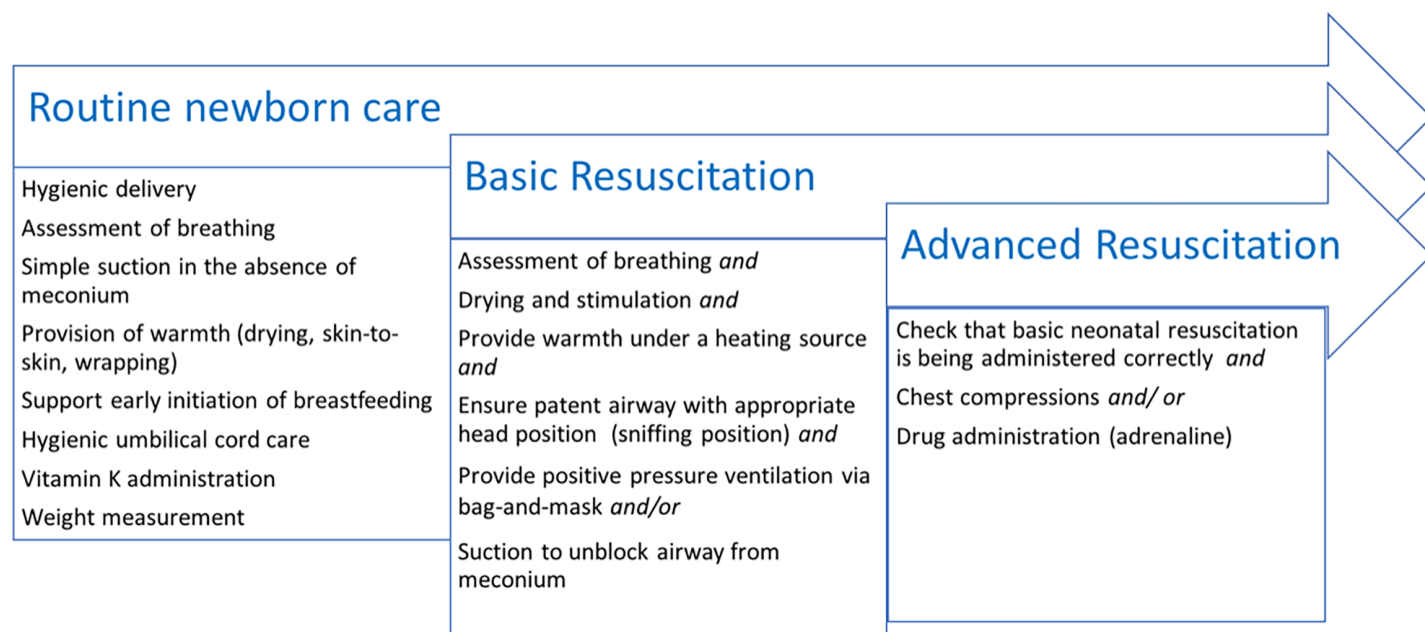 Routine newborn care
Hygienic delivery
Assessment of breathing
Simple suction in the absence of
meconium
Provision of warmth (drying, skin-to-
skin, wrapping)
Support early initiation of breastfeeding
Hygienic umbilical cord care
Vitamin K administration
Weight measurement
Basic Resuscitation
Assessment of breathing and
Drying and stimulation and
Provide warmth under a heating source
and
Ensure patent airway with appropriate
head position (sniffing position) and
Provide positive pressure ventilation via
bag-and-mask and/or
Suction to unblock airway from
meconium
Advanced Resuscitation
Check that basic neonatal resuscitation
is being administered correctly and
Chest compressions and/ or
Drug administration (adrenaline)